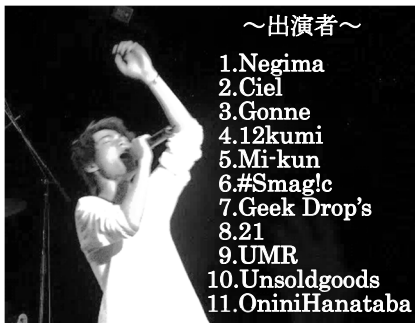 ～出演者～
1.Negima
2.Ciel
3.Gonne
4.12kumi
5.Mi-kun
6.#Smag!c
7.Geek Drop's
8.21
9.UMR
10.Unsoldgoods
11.OniniHanataba